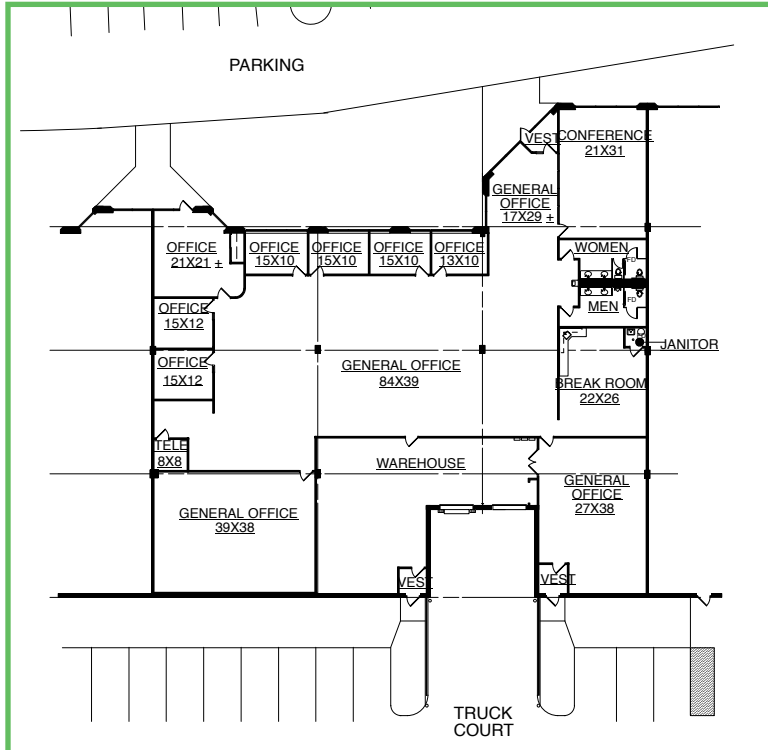 PARKING
VEST
CONFERENCE
21X31
GENERAL
OFFICE
17X29 +
OFFICE
21X21 +
OFFICE
15X10
OFFICE
15X10
OFFICE
15X10
OFFICE
13X10
WOMEN
FD
MEN
FD
OFFICE
15X12
JANITOR
OFFICE
15X12
GENERAL OFFICE
84X39
BREAK ROOM
22X26
TELE
8X8
WAREHOUSE
GENERAL
OFFICE
27X38
GENERAL OFFICE
39X38
VEST
VEST
TRUCK
COURT